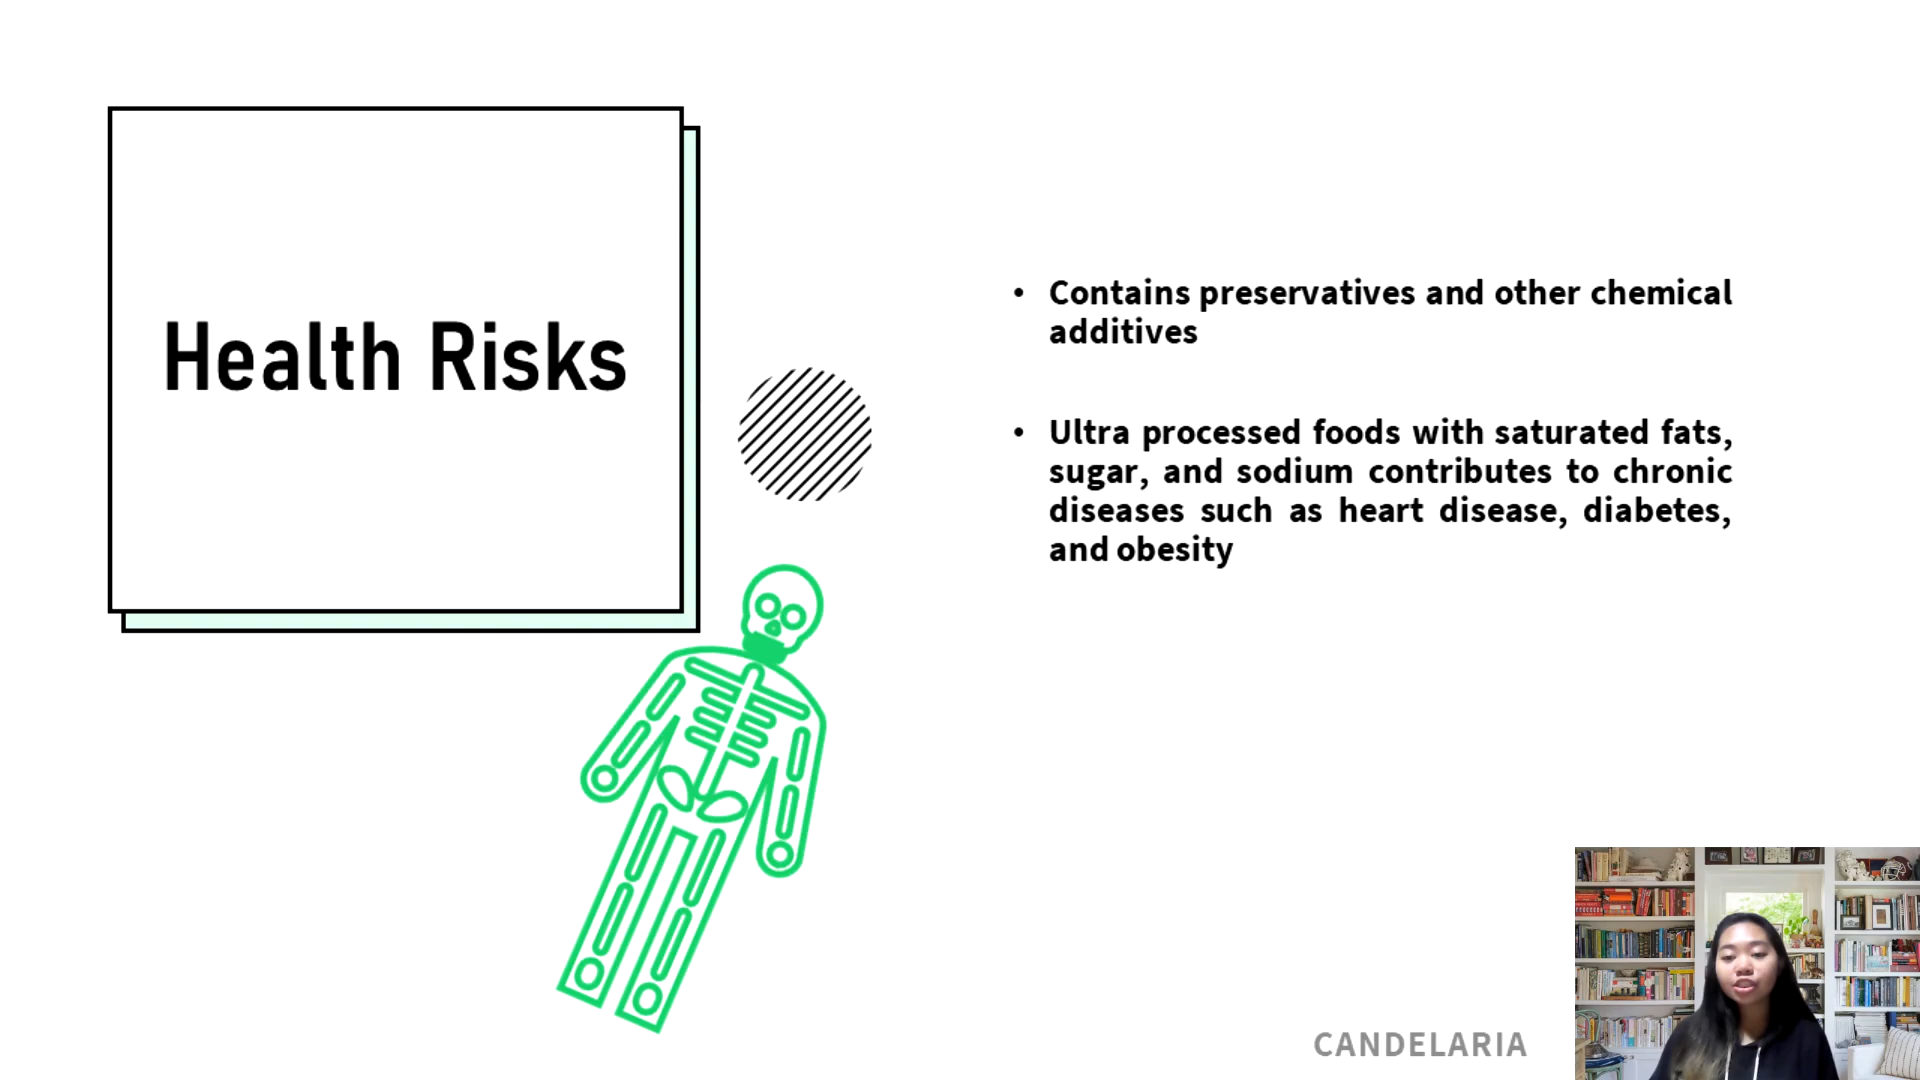 Health Risks
• Contains preservatives and other chemical
additives
• Ultra processed foods with saturated fats,
sugar, and sodium contributes to chronic
diseases such as heart disease, diabetes,
and obesity
CANDELARIA